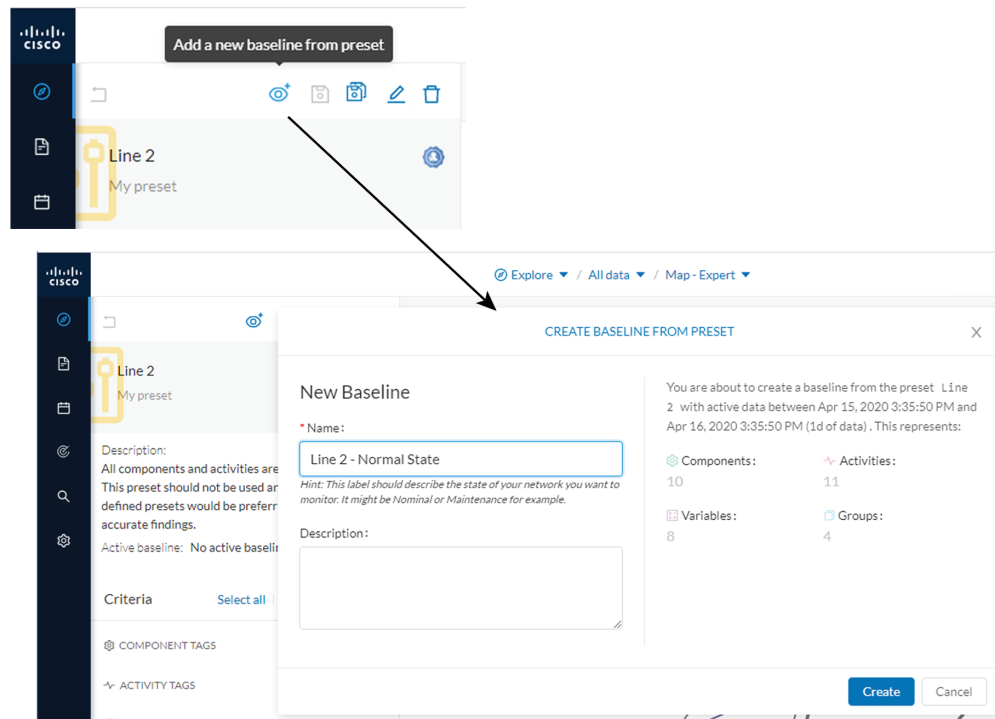 CISCO
Add a new baseline from preset
Line 2
My preset
CISCO
Explore / All data / Map - Expert
CREATE BASELINE FROM PRESET
Line 2
My preset
Description:
All components and activities are
This preset should not be used an
defined presets would be preferr
accurate findings.
Active baseline: No active baselin
Criteria Select all
COMPONENT TAGS
ACTIVITY TAGS
New Baseline
* Name:
Line 2 - Normal State
Hint: This label should describe the state of your network you want to
monitor. It might be Nominal or Maintenance for example.
Description:
You are about to create a baseline from the preset Line
2 with active data between Apr 15, 2020 3:35:50 PM and
Apr 16, 2020 3:35:50 PM (1d of data). This represents:
Components: Activities:
10 11
Variables: Groups:
8 4
Create Cancel